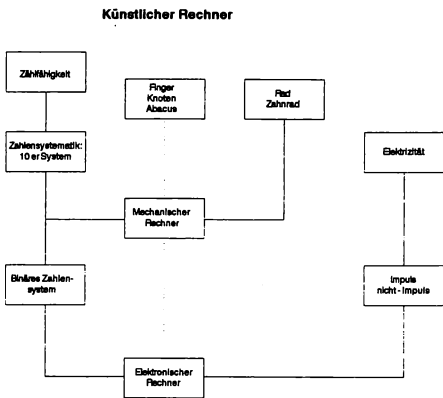 Künstlicher Rechner
Zählfähigkeit
Finger
Knoten
Abacus
Rad
Zahnrad
Zahlensystematik:
10 er System
Elektrizität
Mechanischer
Rechner
Binäres Zahlen-
system
Impuls
nicht - Impuls
Elektronischer
Rechner